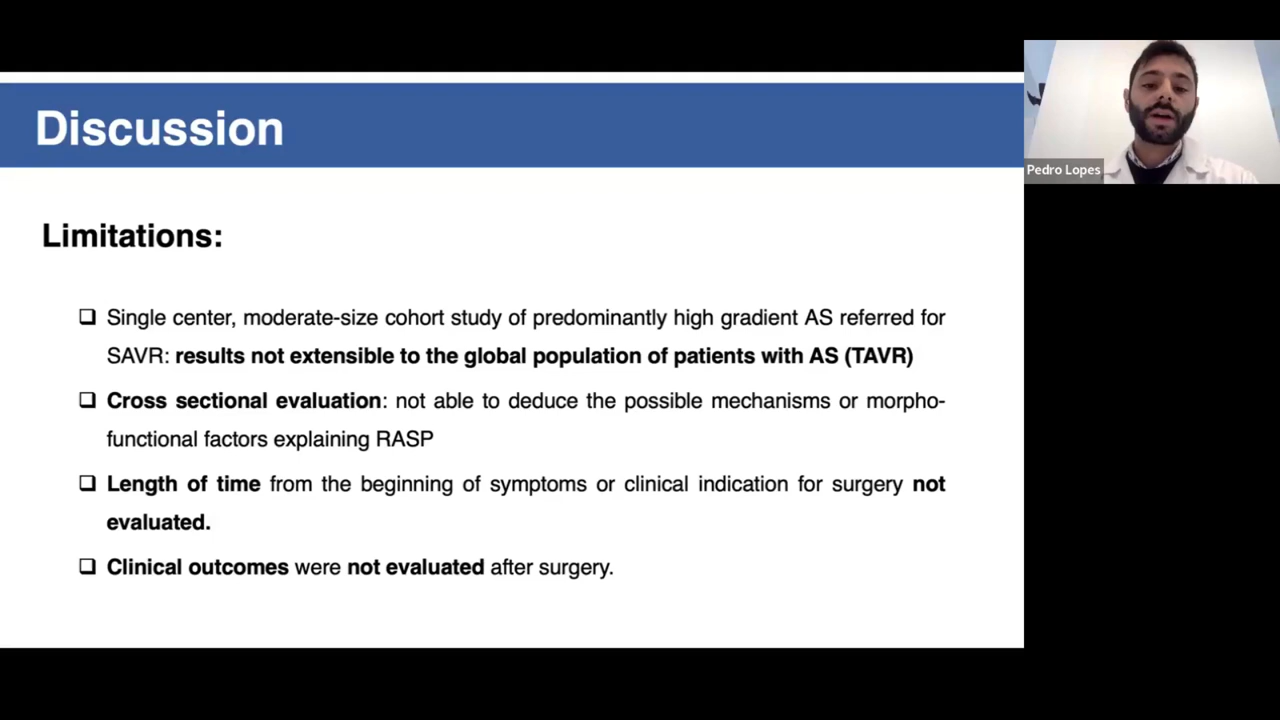 Discussion
Pedro Lopes
Limitations:
❑ Single center, moderate-size cohort study of predominantly high gradient AS referred for
SAVR: results not extensible to the global population of patients with AS (TAVR)
❑ Cross sectional evaluation: not able to deduce the possible mechanisms or morpho-
functional factors explaining RASP
❑ Length of time from the beginning of symptoms or clinical indication for surgery not
evaluated.
❑ Clinical outcomes were not evaluated after surgery.